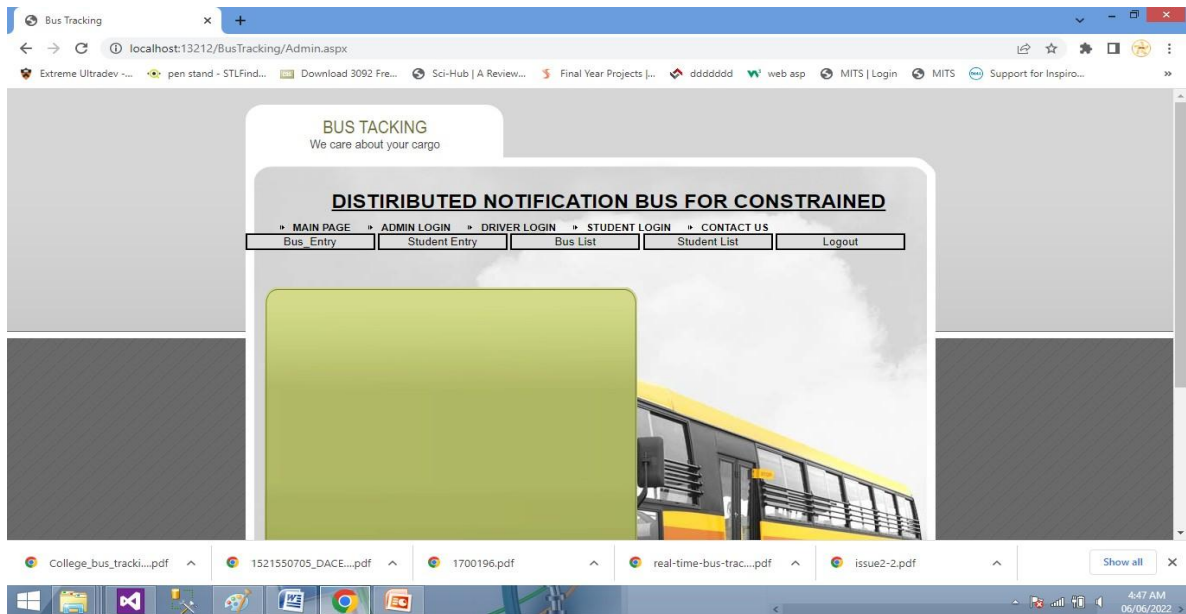 Bus Tracking
localhost:13212/BusTracking/Admin.aspx
Extreme Ultradev -... pen stand - STLFind... Download 3092 Fre... Sci-Hub | A Review... Final Year Projects |... ddddddd web asp MITS | Login MITS Support for Inspiro... »
BUS TACKING
We care about your cargo
DISTIRIBUTED NOTIFICATION BUS FOR CONSTRAINED
MAIN PAGE ADMIN LOGIN DRIVER LOGIN STUDENT LOGIN CONTACT US
Bus_Entry Student Entry Bus List Student List Logout
College_bus_tracki....pdf 1521550705_DACE....pdf 1700196.pdf real-time-bus-trac....pdf issue2-2.pdf Show all
4:47 AM
06/06/2022